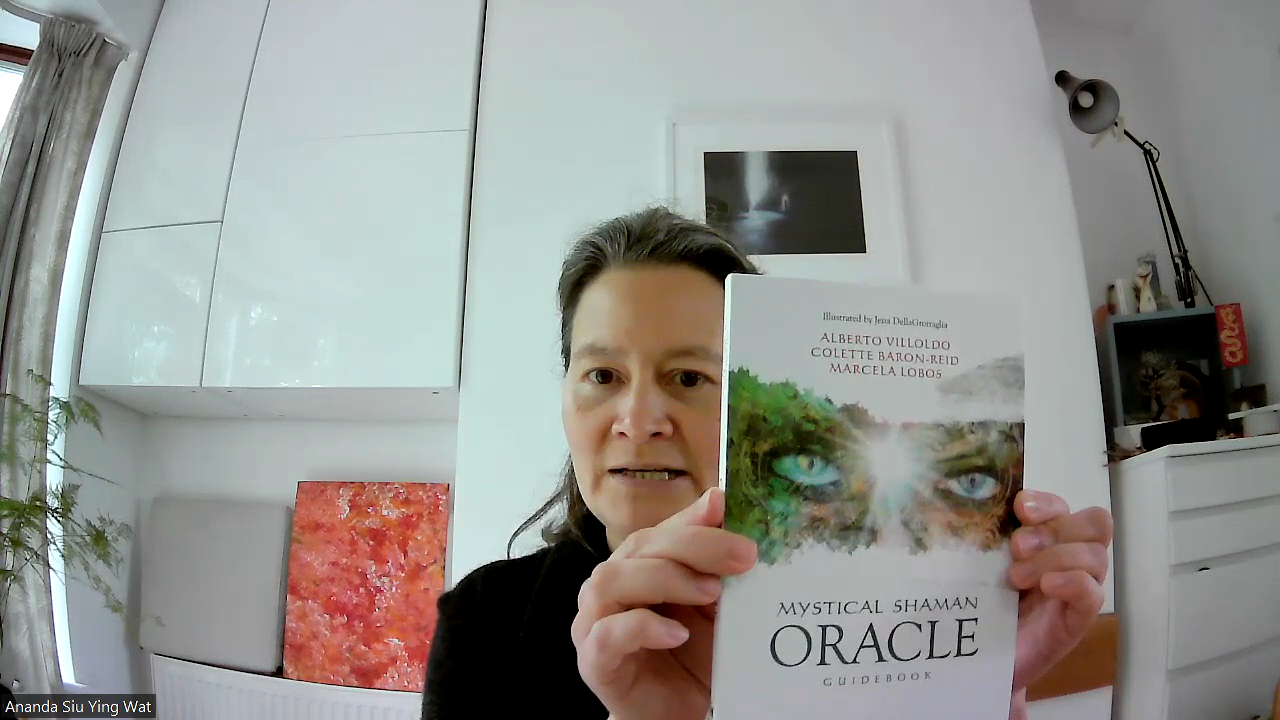 Illustrated by Jena DellaGrottaglia
ALBERTO VILLOLDO
COLETTE BARON-REID
MARCELA LOBOS
MYSTICAL SHAMAN
ORACLE
GUIDEBOOK
Ananda Siu Ying Wat